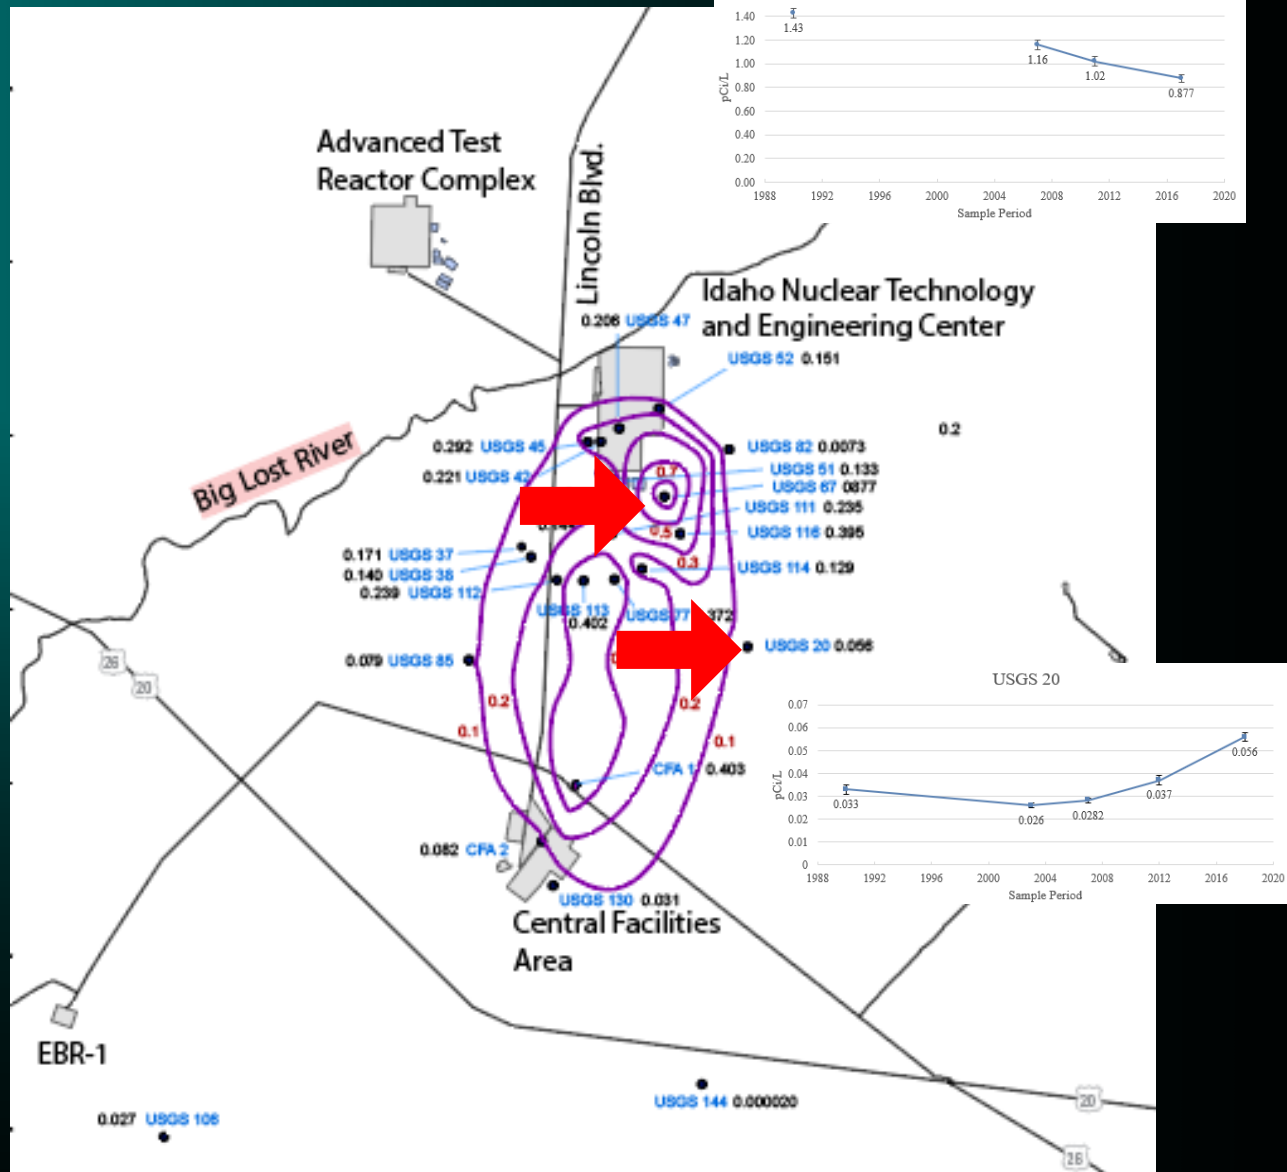 1.40
1.20
1.00
0.80
0.60
0.40
0.20
0.00
pCi/L
1.43
1.16
1.02
0.877
1988 1992 1996 2000 2004 2008 2012 2016 2020
Sample Period
Advanced Test
Reactor Complex
Lincoln Blvd.
Idaho Nuclear Technology
and Engineering Center
0.206 USGS 47
USGS 52 0.151
0.2
0.292 USGS 45
USGS 82 0.0073
0.221 USGS 42
0.7
USGS 51 0.133
USGS 67 0877
USGS 111 0.235
Big Lost River
0.5
USGS 116 0.395
0.171 USGS 37
0.3
USGS 114 0.129
0.140 USGS 38
0.239 USGS 112
USGS 113
0.402
USGS 77 372
USGS 20 0.056
0.079 USGS 85
26
20
0.2
0.2
0.1
0.1
CFA 1 0.403
USGS 20
0.07
0.06
0.05
0.04
0.03
0.02
0.01
0
pCi/L
0.033
0.026
0.0282
0.037
0.056
1988 1992 1996 2000 2004 2008 2012 2016 2020
Sample Period
0.082 CFA 2
USGS 130 0.031
Central Facilities
Area
EBR-1
USGS 144 0.000020
20
0.027 USGS 106
26